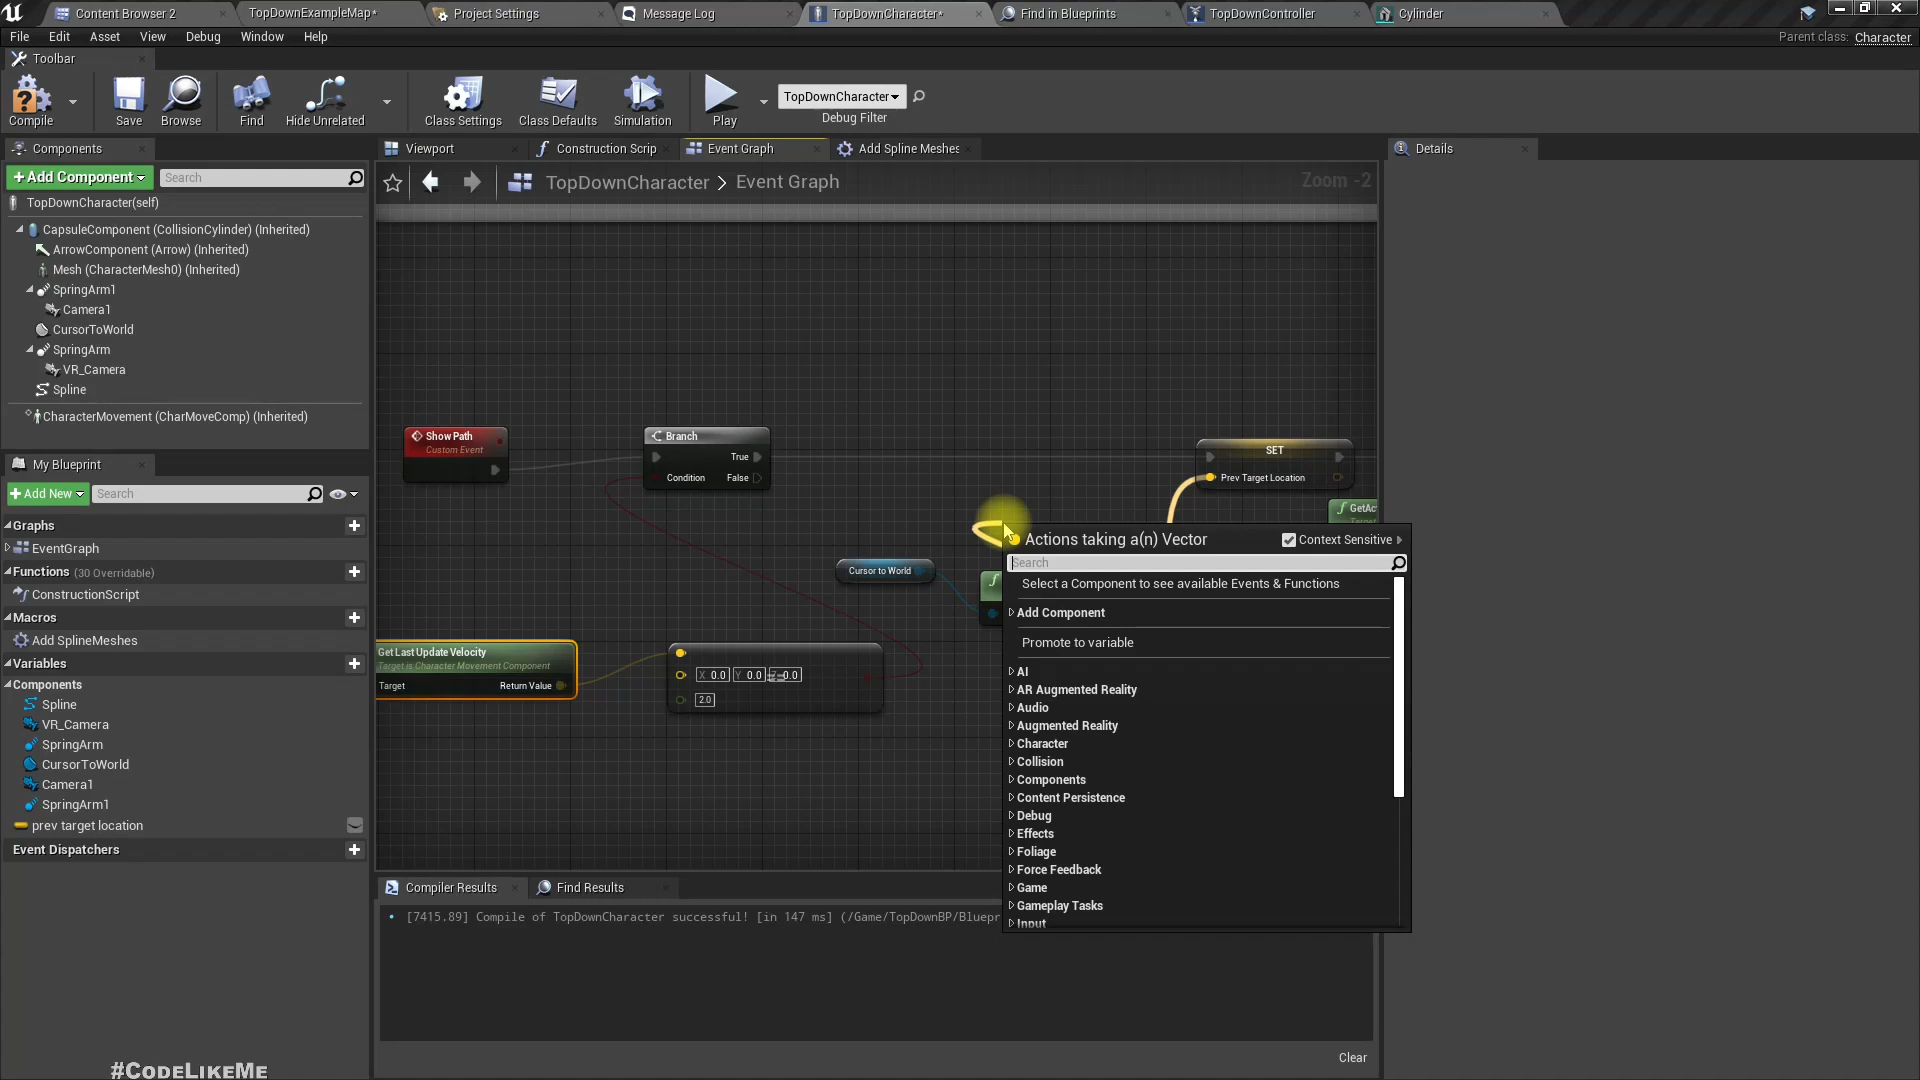 Content Browser 2
TopDownExampleMap*
Project Settings
Message Log
TopDownCharacter*
Find in Blueprints
TopDownController
Cylinder
File Edit Asset View Debug Window Help
Parent class: Character
Toolbar
Compile
Save
Browse
Find
Hide Unrelated
Class Settings
Class Defaults
Simulation
Play
TopDownCharacter
Debug Filter
Components
+Add Component
Search
TopDownCharacter(self)
CapsuleComponent (CollisionCylinder) (Inherited)
ArrowComponent (Arrow) (Inherited)
Mesh (CharacterMesh0) (Inherited)
SpringArm1
Camera1
CursorToWorld
SpringArm
VR_Camera
Spline
CharacterMovement (CharMoveComp) (Inherited)
My Blueprint
+Add New
Search
Graphs
EventGraph
Functions (30 Overridable)
ConstructionScript
Macros
Add SplineMeshes
Variables
Components
Spline
VR_Camera
SpringArm
CursorToWorld
Camera1
SpringArm1
prev target location
Event Dispatchers
#CodeLikeMe
Viewport
Construction Scrip
Event Graph
Add Spline Meshes
TopDownCharacter > Event Graph
Zoom -2
Show Path
Custom Event
Branch
True
Condition False
SET
Prev Target Location
GetAc
Target
Cursor to World
Get Last Update Velocity
Target is Character Movement Component
Target Return Value
X 0.0 Y 0.0 Z 0.0
2.0
Actions taking a(n) Vector
Context Sensitive
Search
Select a Component to see available Events & Functions
Add Component
Promote to variable
AI
AR Augmented Reality
Audio
Augmented Reality
Character
Collision
Components
Content Persistence
Debug
Effects
Foliage
Force Feedback
Game
Gameplay Tasks
Input
Compiler Results
Find Results
[7415.89] Compile of TopDownCharacter successful! [in 147 ms] (/Game/TopDownBP/Bluepr
Clear
Details